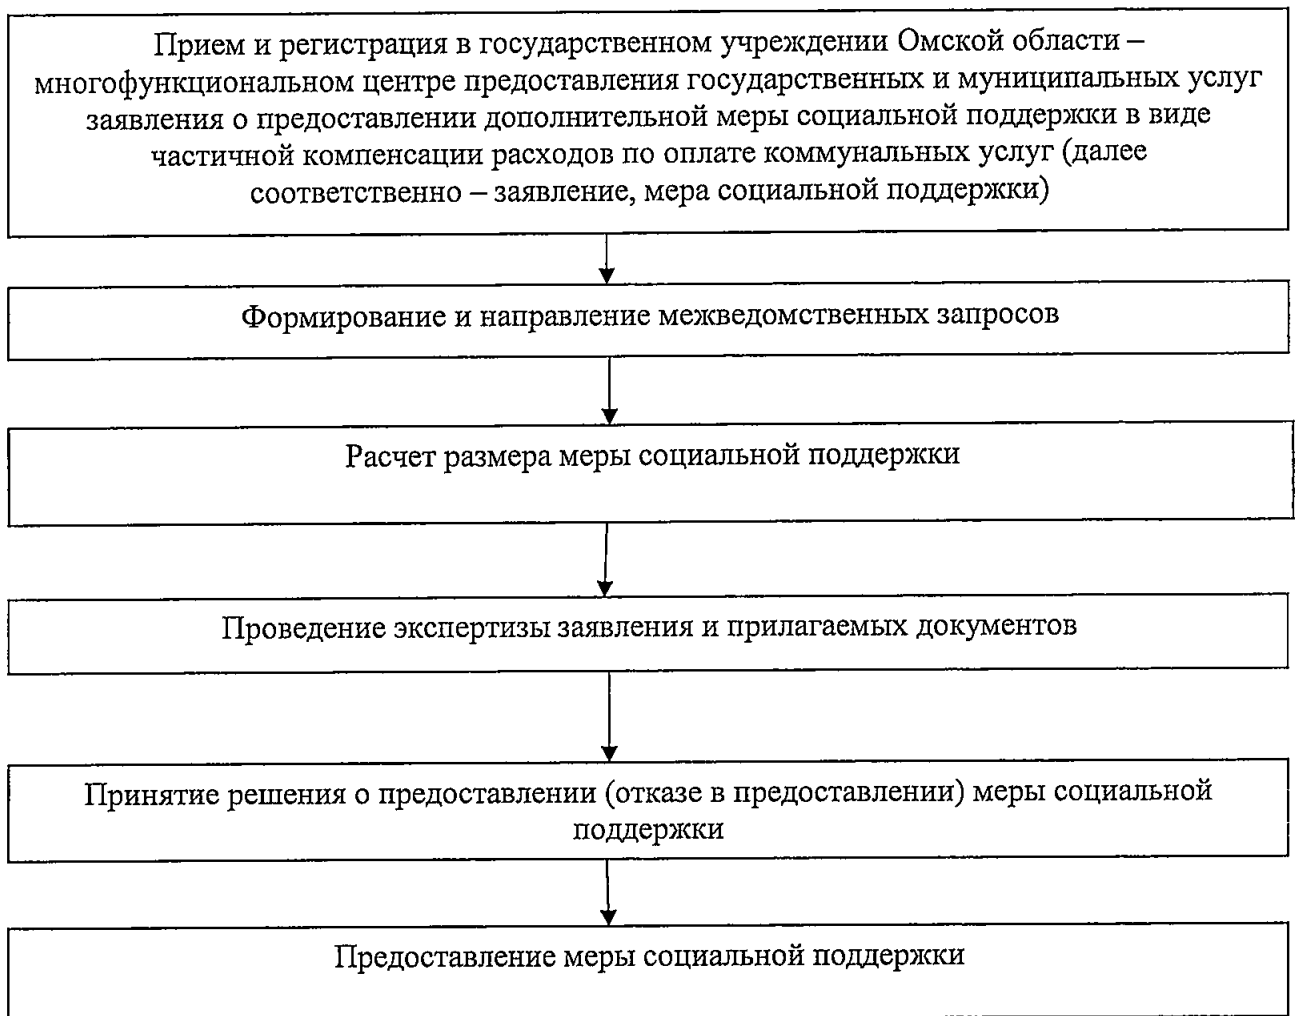 Прием и регистрация в государственном учреждении Омской области –
многофункциональном центре предоставления государственных и муниципальных услуг
заявления о предоставлении дополнительной меры социальной поддержки в виде
частичной компенсации расходов по оплате коммунальных услуг (далее
соответственно – заявление, мера социальной поддержки)
Формирование и направление межведомственных запросов
Расчет размера меры социальной поддержки
Проведение экспертизы заявления и прилагаемых документов
Принятие решения о предоставлении (отказе в предоставлении) меры социальной
поддержки
Предоставление меры социальной поддержки